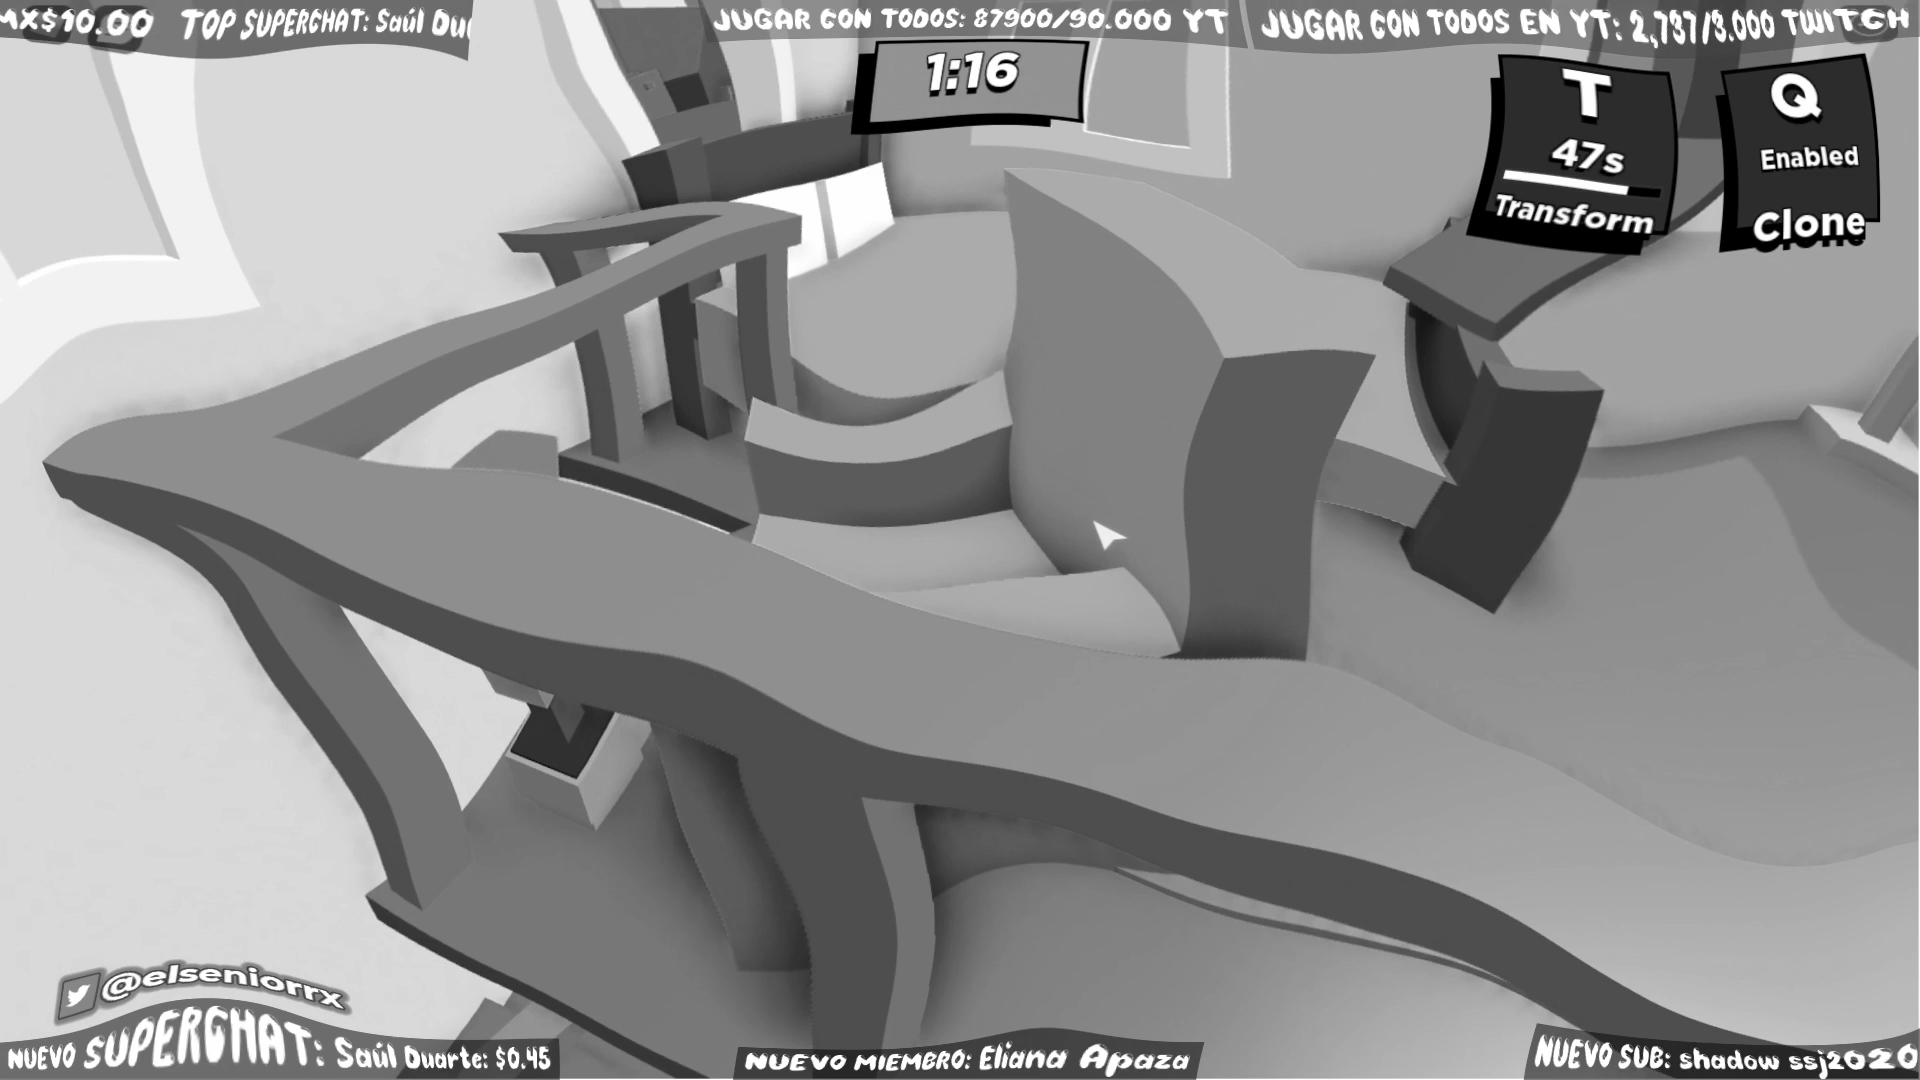 MX$10.00 TOP SUPERCHAT: Saúl Du
JUGAR CON TODOS: 87900/90.000 YT
JUGAR CON TODOS EN YT: 2,737/3.000 TWITCH
1:16
T
47s
Transform
Q
Enabled
Clone
@elseniorrx
NUEVO SUPERCHAT: Saúl Duarte: $0.45
NUEVO MIEMBRO: Eliana Apaza
NUEVO SUB: shadow_ssj2020